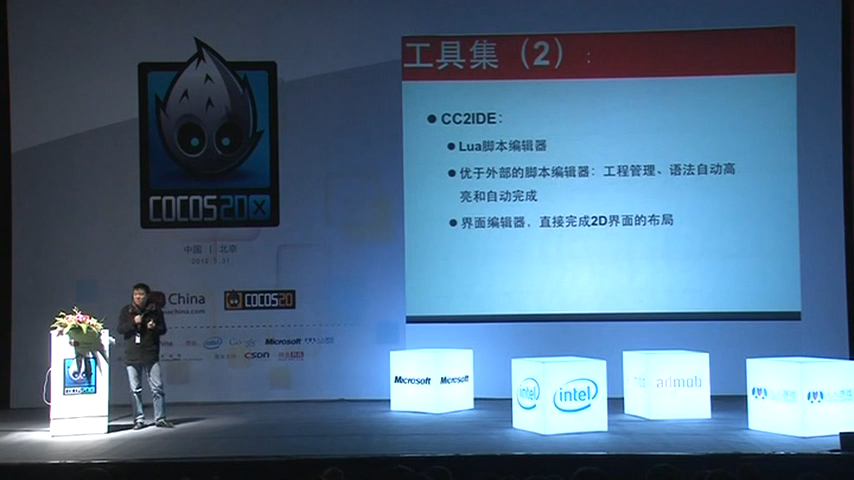 工具集（2）：
CC2IDE：
Lua脚本编辑器
优于外部的脚本编辑器：工程管理、语法自动高
亮和自动完成
界面编辑器，直接完成2D界面的布局
COCOS2D X
中国 | 北京
China
COCOS2D
intel
Microsoft
CSDN
Microsoft
Microsoft
intel
intel
admob